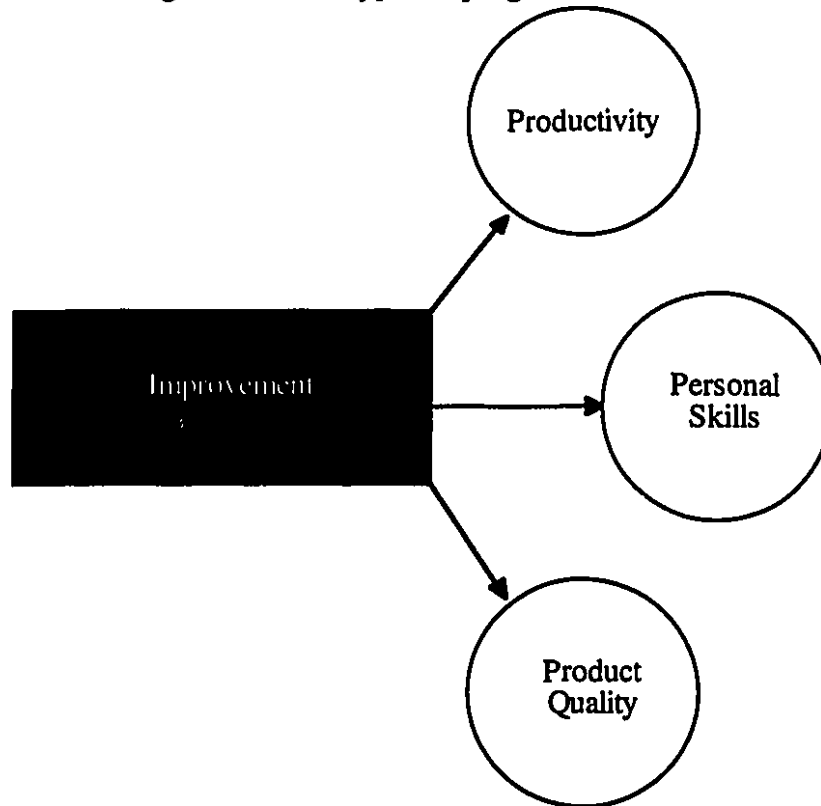 Productivity
Improvement
Personal
Skills
Product
Quality